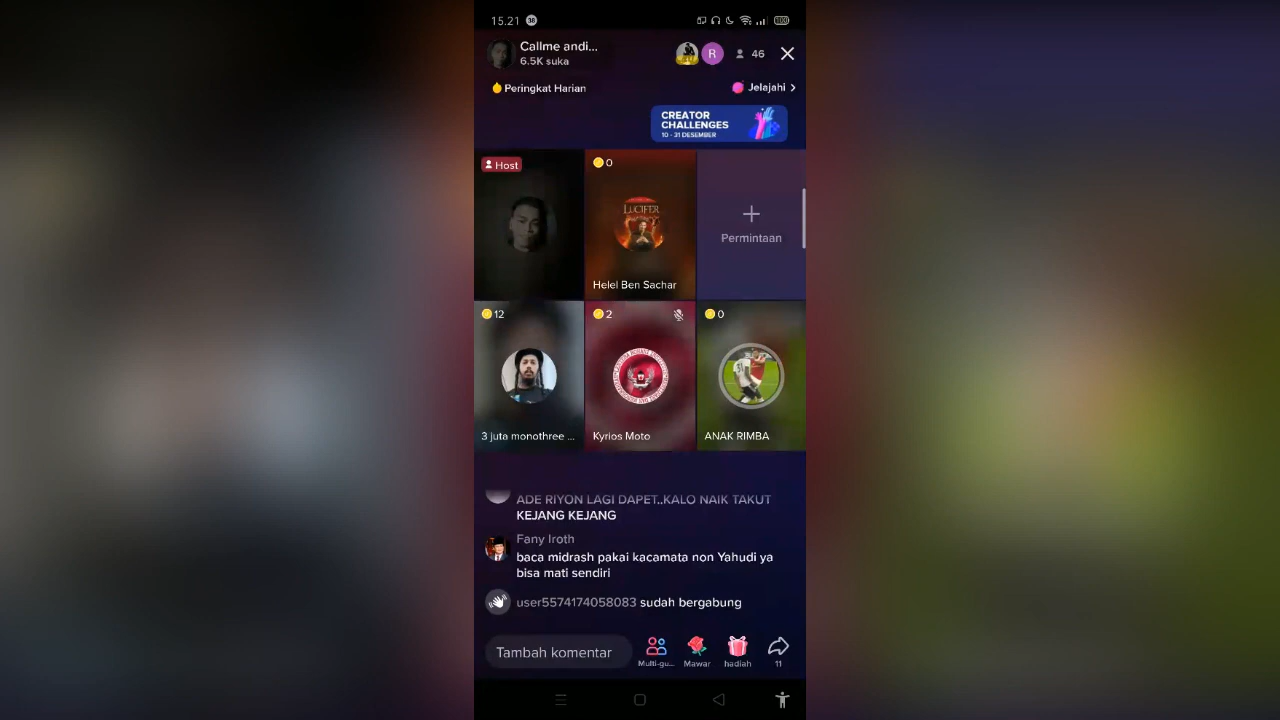 15.21 38
100
Callme andi...
6.5K suka
R
46
Peringkat Harian
Jelajahi
CREATOR
CHALLENGES
10 - 31 DESEMBER
Host
0
LUCIFER
Permintaan
Helel Ben Sachar
12
2
0
3 juta monothree ...
Kyrios Moto
ANAK RIMBA
ADE RIYON LAGI DAPET..KALO NAIK TAKUT
KEJANG KEJANG
Fany Iroth
baca midrash pakai kacamata non Yahudi ya
bisa mati sendiri
user5574174058083 sudah bergabung
Tambah komentar
Multi-gu...
Mawar
hadiah
11